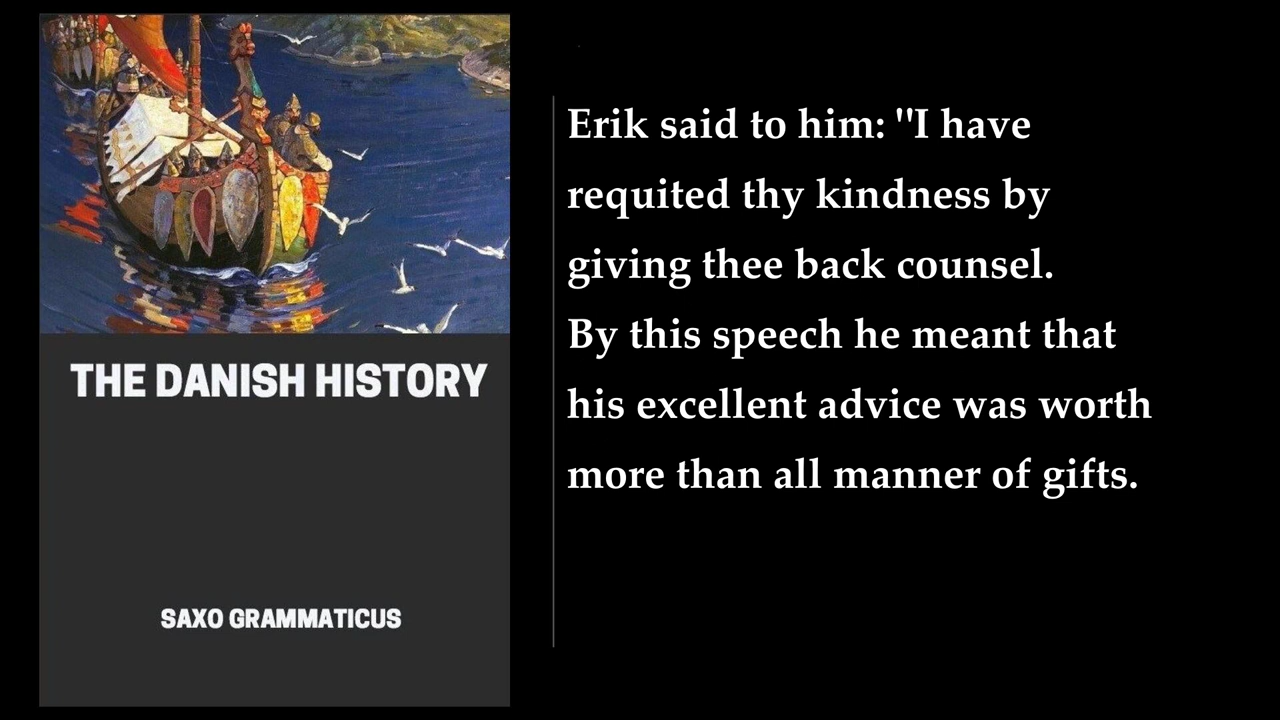 THE DANISH HISTORY
SAXO GRAMMATICUS
Erik said to him: "I have
requited thy kindness by
giving thee back counsel.
By this speech he meant that
his excellent advice was worth
more than all manner of gifts.